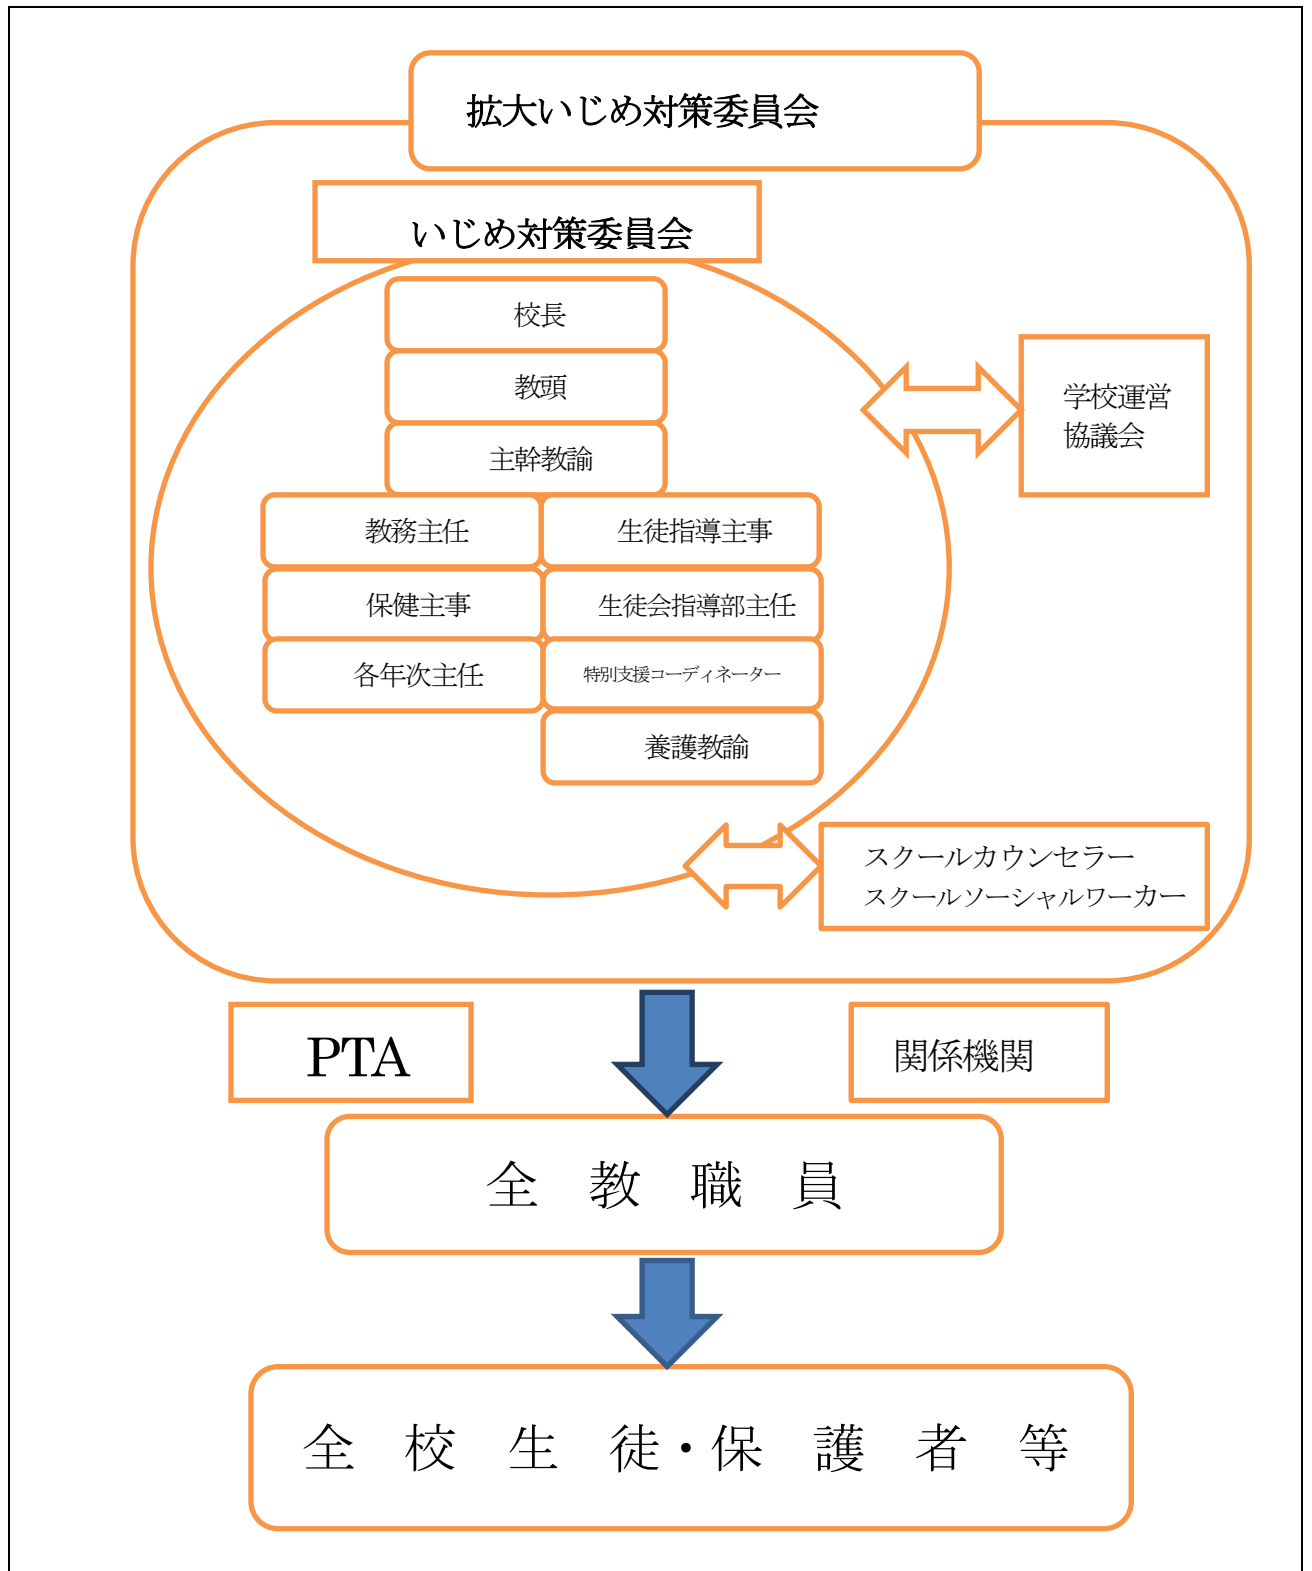 拡大いじめ対策委員会
いじめ対策委員会
校長
教頭
主幹教諭
教務主任
生徒指導主事
保健主事
生徒会指導部主任
各年次主任
特別支援コーディネーター
養護教諭
学校運営
協議会
スクールカウンセラー
スクールソーシャルワーカー
PTA
関係機関
全　教　職　員
全　校　生　徒・保　護　者　等